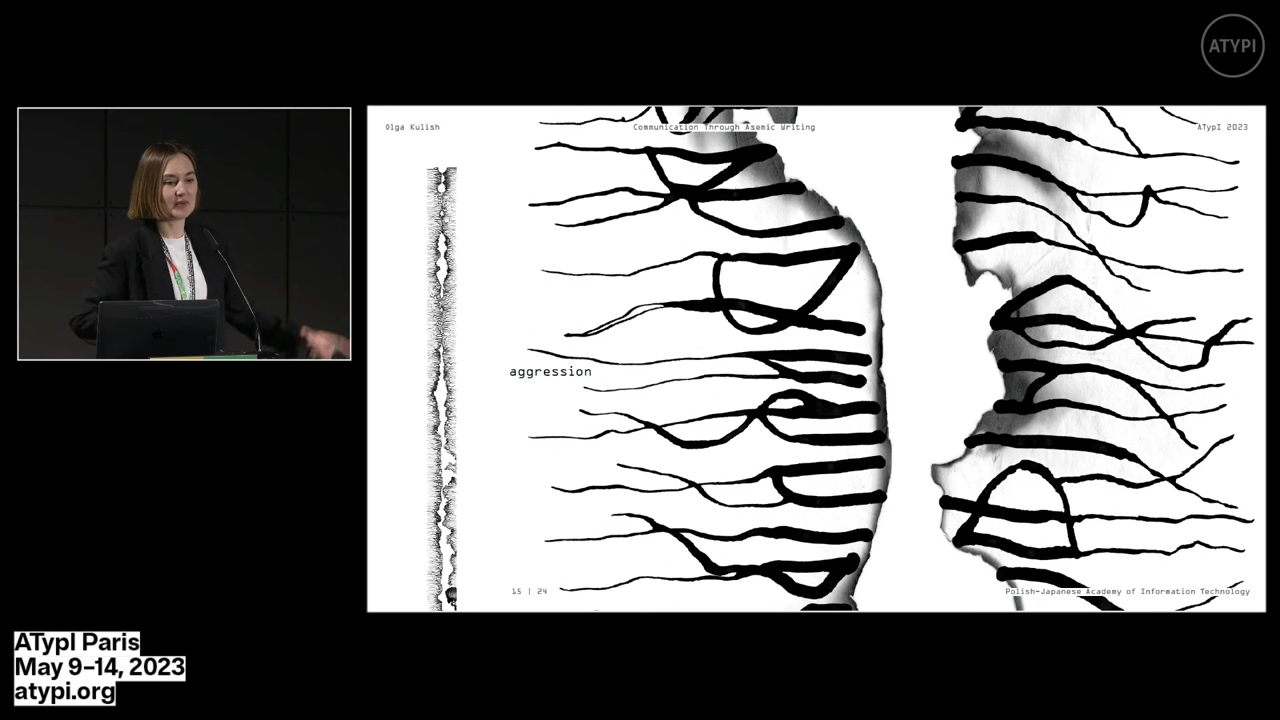 ATYPI
Olga Kulish
Communication Through Asemic Writing
ATypI 2023
aggression
15 | 24
Polish-Japanese Academy of Information Technology
ATypI Paris
May 9–14, 2023
atypi.org